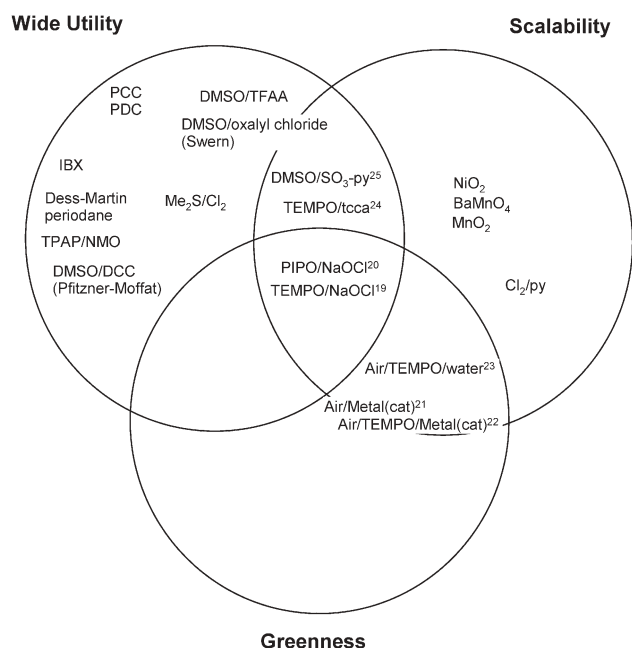 Wide Utility
Scalability
PCC
PDC
DMSO/TFAA
DMSO/oxalyl chloride
(Swern)
IBX
Dess-Martin
periodane
Me₂S/Cl₂
TPAP/NMO
DMSO/DCC
(Pfitzner-Moffat)
DMSO/SO₃-py²⁵
TEMPO/tcca²⁴
NiO₂
BaMnO₄
MnO₂
Cl₂/py
PIPO/NaOCl²⁰
TEMPO/NaOCl¹⁹
Air/TEMPO/water²³
Air/Metal(cat)²¹
Air/TEMPO/Metal(cat)²²
Greenness